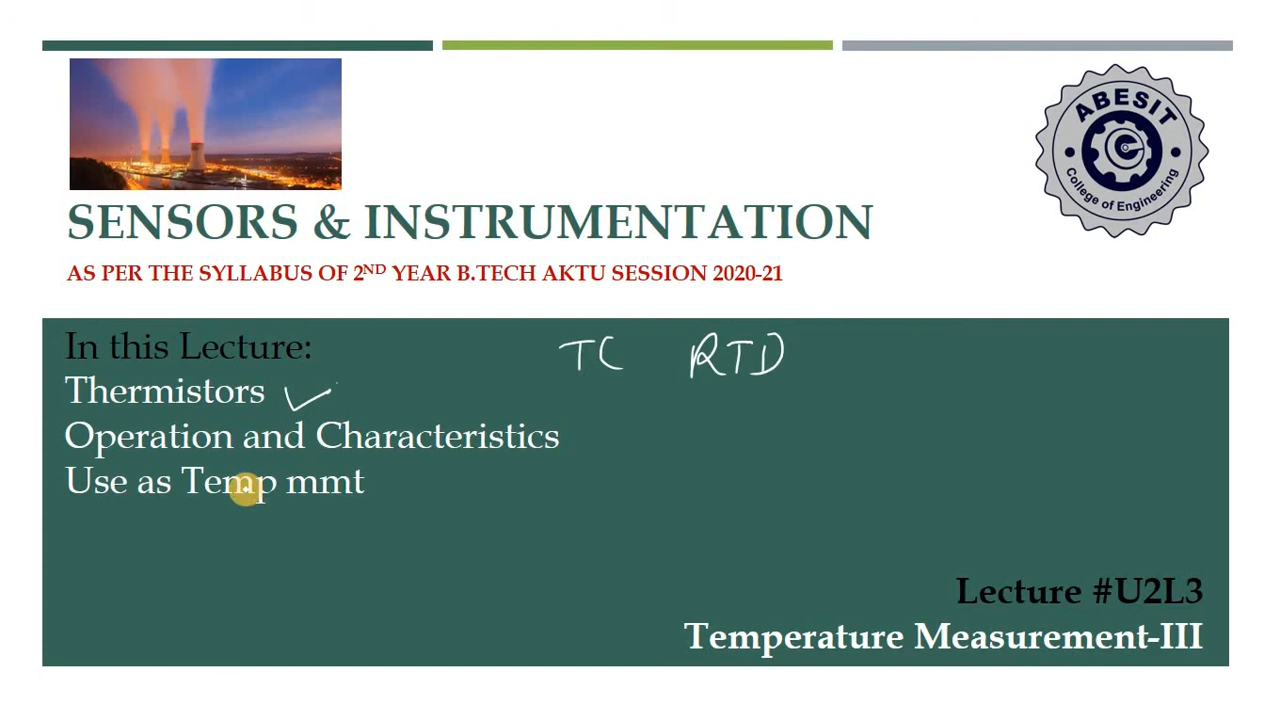 ABESIT
College of Engineering
SENSORS & INSTRUMENTATION
AS PER THE SYLLABUS OF 2ND YEAR B.TECH AKTU SESSION 2020-21
In this Lecture:
TC RTD
Thermistors ✓
Operation and Characteristics
Use as Temp mmt
Lecture #U2L3
Temperature Measurement-III